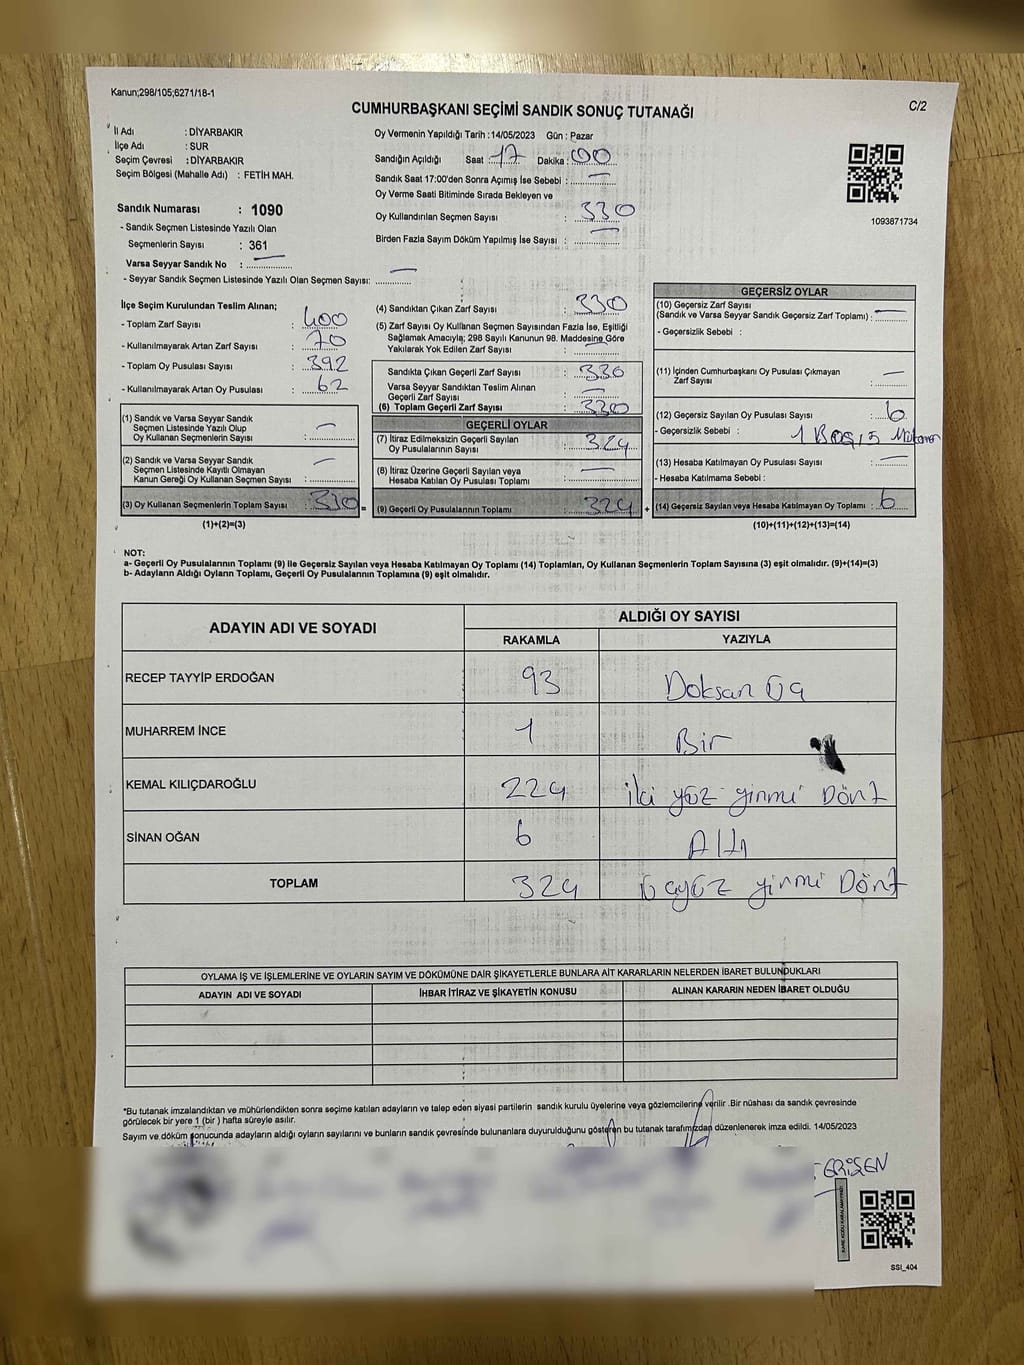 Kanun;298/105;6271/18-1
CUMHURBAŞKANI SEÇİMİ SANDIK SONUÇ TUTANAĞI
C/2
İl Adı : DİYARBAKIR
İlçe Adı : SUR
Seçim Çevresi : DİYARBAKIR
Seçim Bölgesi (Mahalle Adı) : FETİH MAH.
Sandık Numarası : 1090
- Sandık Seçmen Listesinde Yazılı Olan
Seçmenlerin Sayısı : 361
Varsa Seyyar Sandık No : —
- Seyyar Sandık Seçmen Listesinde Yazılı Olan Seçmen Sayısı: —
Oy Vermenin Yapıldığı Tarih : 14/05/2023 Gün : Pazar
Sandığın Açıldığı Saat : 17 Dakika : 00
Sandık Saat 17:00'den Sonra Açımış İse Sebebi : —
Oy Verme Saati Bitiminde Sırada Bekleyen ve
Oy Kullandırılan Seçmen Sayısı : 330
Birden Fazla Sayım Döküm Yapılmış İse Sayısı : —
1093871734
İlçe Seçim Kurulundan Teslim Alınan;
- Toplam Zarf Sayısı : 400
- Kullanılmayarak Artan Zarf Sayısı : 70
- Toplam Oy Pusulası Sayısı : 392
- Kullanılmayarak Artan Oy Pusulası : 62
(1) Sandık ve Varsa Seyyar Sandık
Seçmen Listesinde Yazılı Olup
Oy Kullanan Seçmenlerin Sayısı : —
(2) Sandık ve Varsa Seyyar Sandık
Seçmen Listesinde Kayıtlı Olmayan
Kanun Gereği Oy Kullanan Seçmen Sayısı : —
(3) Oy Kullanan Seçmenlerin Toplam Sayısı : 330 =
(1)+(2)=(3)
(4) Sandıktan Çıkan Zarf Sayısı : 330
(5) Zarf Sayısı Oy Kullanan Seçmen Sayısından Fazla İse, Eşitliği
Sağlamak Amacıyla; 298 Sayılı Kanunun 98. Maddesine Göre
Yakılarak Yok Edilen Zarf Sayısı : —
Sandıkta Çıkan Geçerli Zarf Sayısı : 330
Varsa Seyyar Sandıktan Teslim Alınan
Geçerli Zarf Sayısı : —
(6) Toplam Geçerli Zarf Sayısı : 330
GEÇERLİ OYLAR
(7) İtiraz Edilmeksizin Geçerli Sayılan
Oy Pusulalarının Sayısı : 324
(8) İtiraz Üzerine Geçerli Sayılan veya
Hesaba Katılan Oy Pusulası Toplamı : —
(9) Geçerli Oy Pusulalarının Toplamı : 324 +
GEÇERSİZ OYLAR
(10) Geçersiz Zarf Sayısı
(Sandık ve Varsa Seyyar Sandık Geçersiz Zarf Toplamı) : —
- Geçersizlik Sebebi :
(11) İçinden Cumhurbaşkanı Oy Pusulası Çıkmayan
Zarf Sayısı : —
(12) Geçersiz Sayılan Oy Pusulası Sayısı : 6
- Geçersizlik Sebebi : 1 BOŞ, 5
(13) Hesaba Katılmayan Oy Pusulası Sayısı : —
- Hesaba Katılmama Sebebi :
(14) Geçersiz Sayılan veya Hesaba Katılmayan Oy Toplamı : 6
(10)+(11)+(12)+(13)=(14)
NOT:
a- Geçerli Oy Pusulalarının Toplamı (9) ile Geçersiz Sayılan veya Hesaba Katılmayan Oy Toplamı (14) Toplamları, Oy Kullanan Seçmenlerin Toplam Sayısına (3) eşit olmalıdır. (9)+(14)=(3)
b- Adayların Aldığı Oyların Toplamı, Geçerli Oy Pusulalarının Toplamına (9) eşit olmalıdır.
ADAYIN ADI VE SOYADI ALDIĞI OY SAYISI
RAKAMLA YAZIYLA
RECEP TAYYİP ERDOĞAN 93 Doksan Üç
MUHARREM İNCE 1 Bir
KEMAL KILIÇDAROĞLU 224 iki yüz yirmi Dört
SİNAN OĞAN 6 Altı
TOPLAM 324 Üçyüz yirmi Dört
OYLAMA İŞ VE İŞLEMLERİNE VE OYLARIN SAYIM VE DÖKÜMÜNE DAİR ŞİKAYETLERLE BUNLARA AİT KARARLARIN NELERDEN İBARET BULUNDUKLARI
ADAYIN ADI VE SOYADI İHBAR İTİRAZ VE ŞİKAYETİN KONUSU ALINAN KARARIN NEDEN İBARET OLDUĞU
*Bu tutanak imzalandıktan ve mühürlendikten sonra seçime katılan adayların ve talep eden siyasi partilerin sandık kurulu üyelerine veya gözlemcilerine verilir .Bir nüshası da sandık çevresinde
görülecek bir yere 1 (bir ) hafta süreyle asılır.
Sayım ve döküm sonucunda adayların aldığı oyların sayılarını ve bunların sandık çevresinde bulunanlara duyurulduğunu gösteren bu tutanak tarafımızdan düzenlenerek imza edildi. 14/05/2023
ERİŞEN
SSI_404